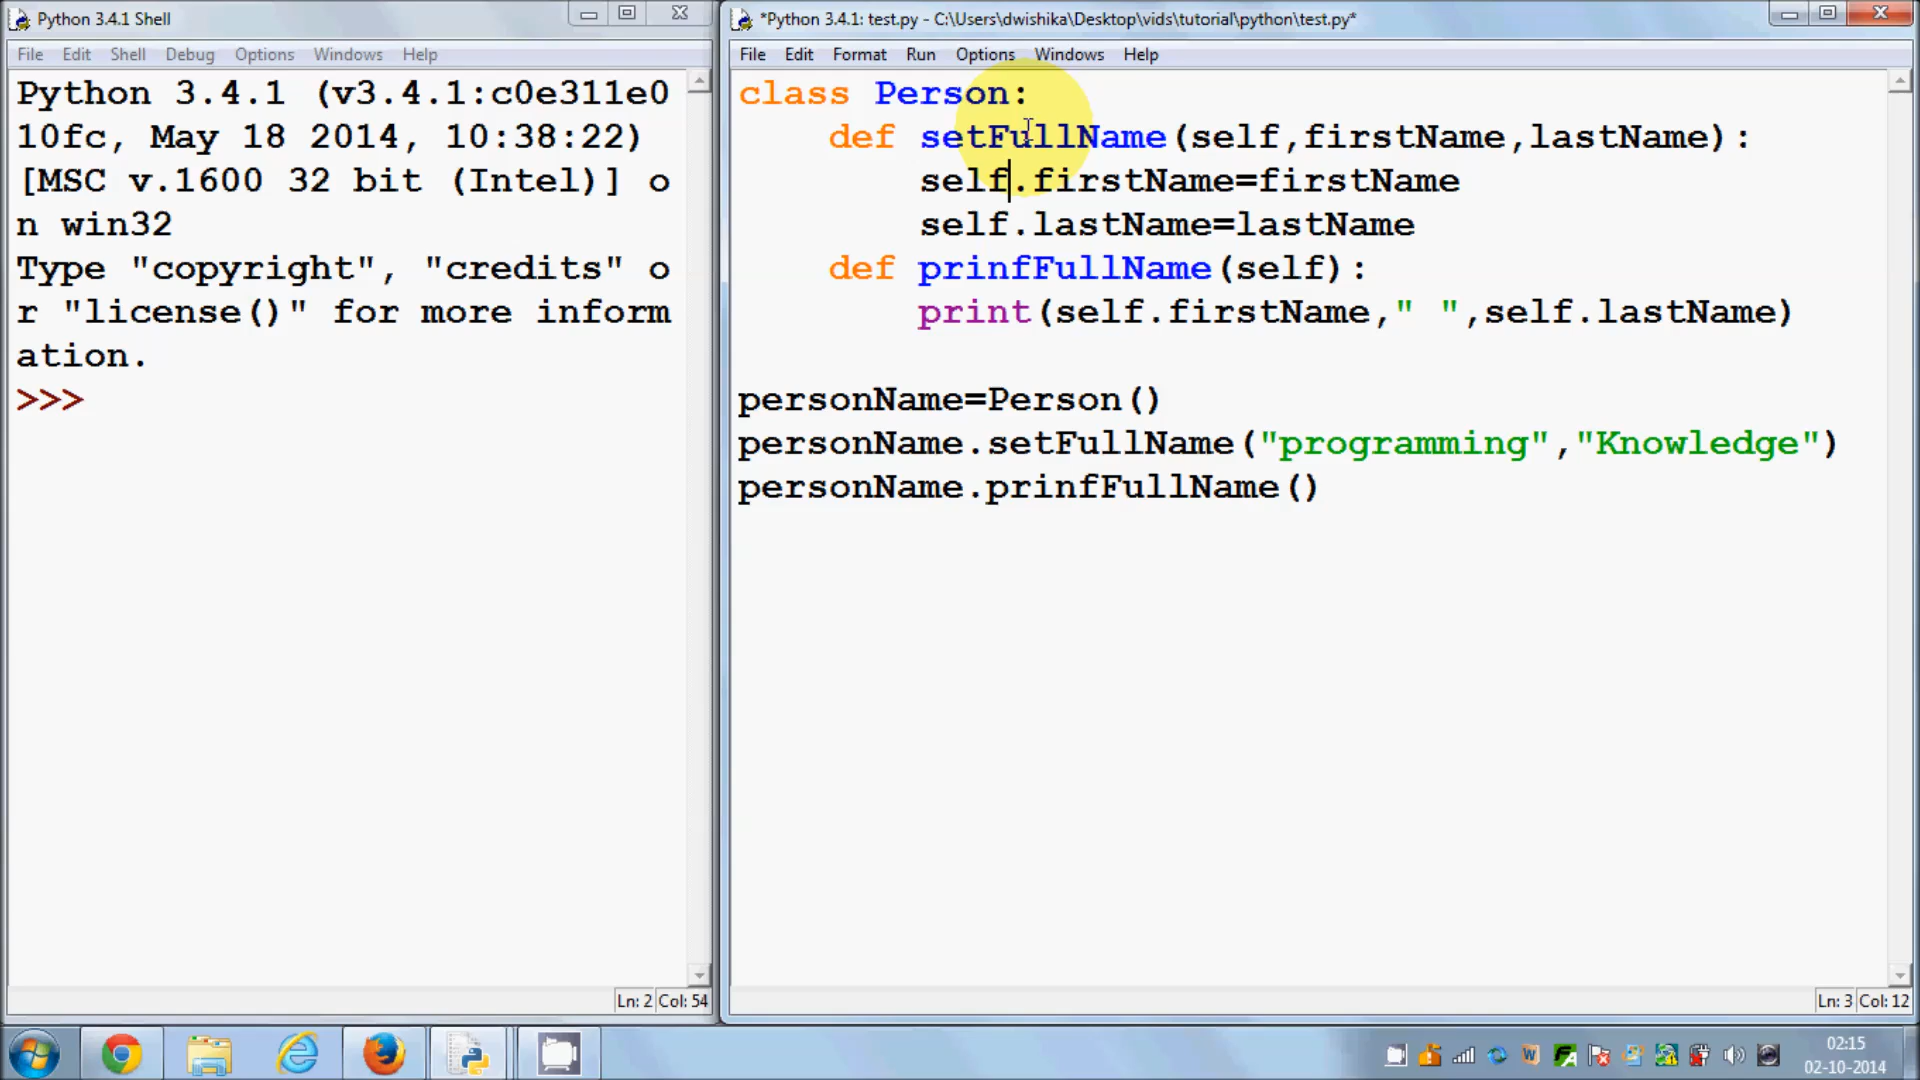 Python 3.4.1 Shell
File Edit Shell Debug Options Windows Help
Python 3.4.1 (v3.4.1:c0e311e0
10fc, May 18 2014, 10:38:22)
[MSC v.1600 32 bit (Intel)] o
n win32
Type "copyright", "credits" o
r "license()" for more inform
ation.
>>>
Ln: 2 Col: 54
*Python 3.4.1: test.py - C:\Users\dwishika\Desktop\vids\tutorial\python\test.py*
File Edit Format Run Options Windows Help
class Person:
    def setFullName(self,firstName,lastName):
        self.firstName=firstName
        self.lastName=lastName
    def prinfFullName(self):
        print(self.firstName," ",self.lastName)
personName=Person()
personName.setFullName("programming","Knowledge")
personName.prinfFullName()
Ln: 3 Col: 12
02:15
02-10-2014